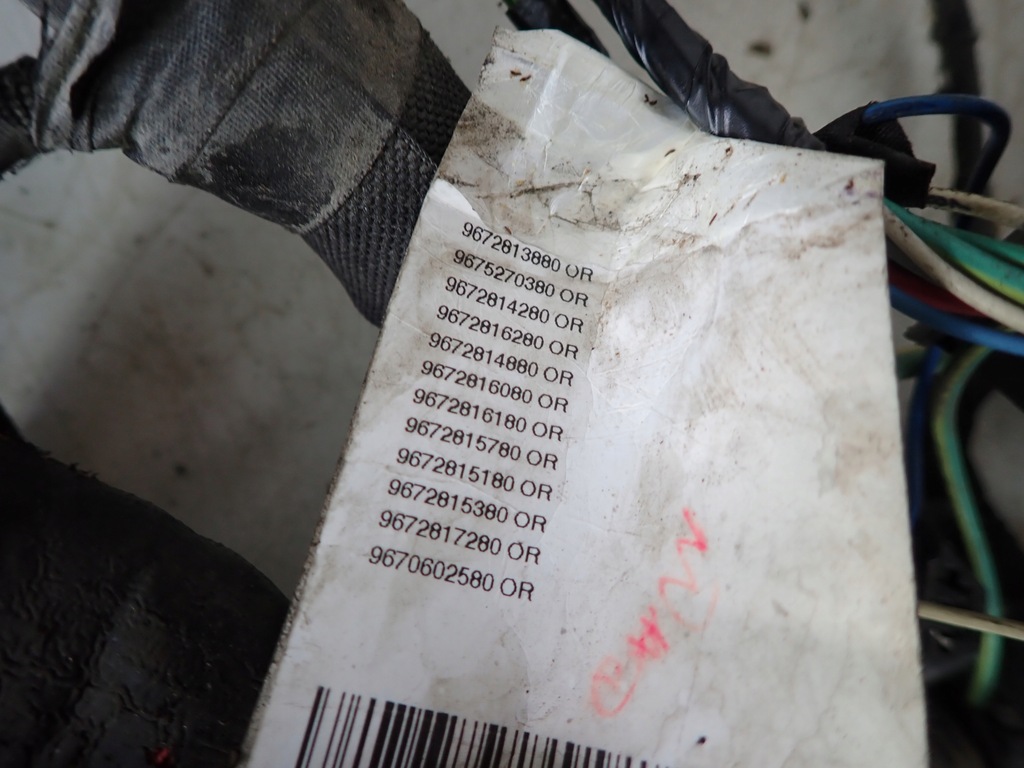 9672813880 OR
9675270380 OR
9672814280 OR
9672816280 OR
9672814880 OR
9672816080 OR
9672816180 OR
9672815780 OR
9672815180 OR
9672815380 OR
9672817280 OR
9670602580 OR